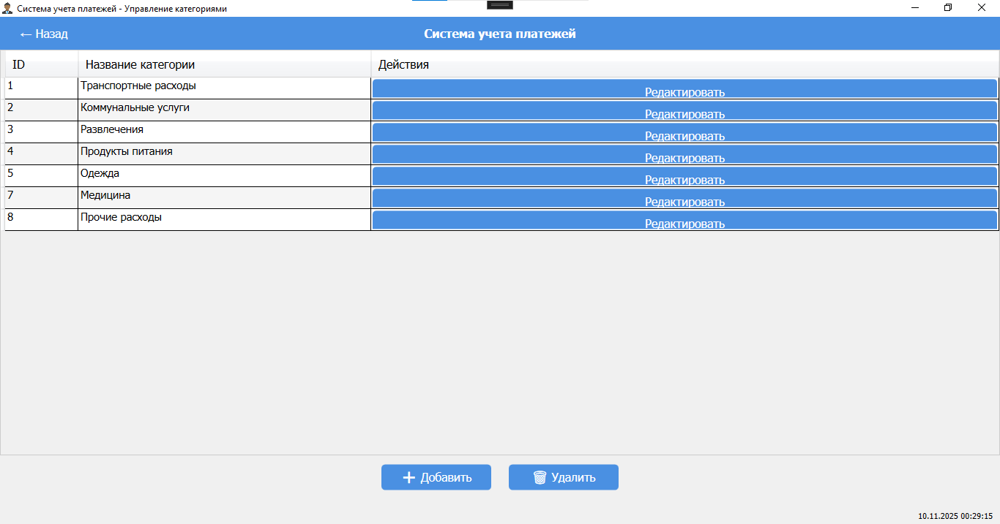 Система учета платежей - Управление категориями
← Назад
Система учета платежей
ID Название категории Действия
1 Транспортные расходы Редактировать
2 Коммунальные услуги Редактировать
3 Развлечения Редактировать
4 Продукты питания Редактировать
5 Одежда Редактировать
7 Медицина Редактировать
8 Прочие расходы Редактировать
Добавить
Удалить
10.11.2025 00:29:15